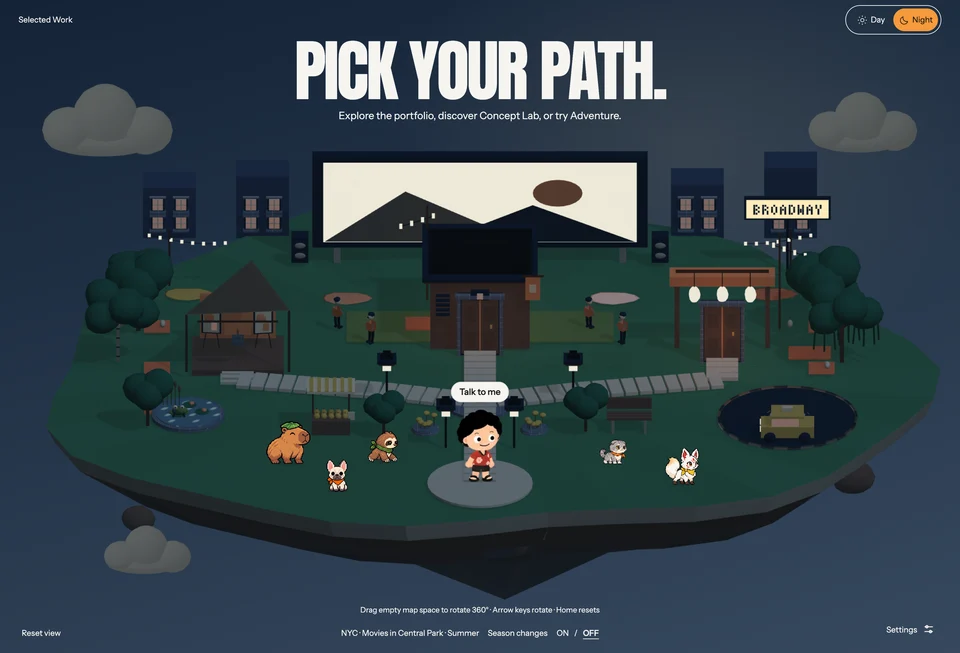 Selected Work
Day
Night
PICK YOUR PATH.
Explore the portfolio, discover Concept Lab, or try Adventure.
BROADWAY
Talk to me
Drag empty map space to rotate 360° · Arrow keys rotate · Home resets
Reset view
NYC · Movies in Central Park · Summer Season changes ON / OFF
Settings